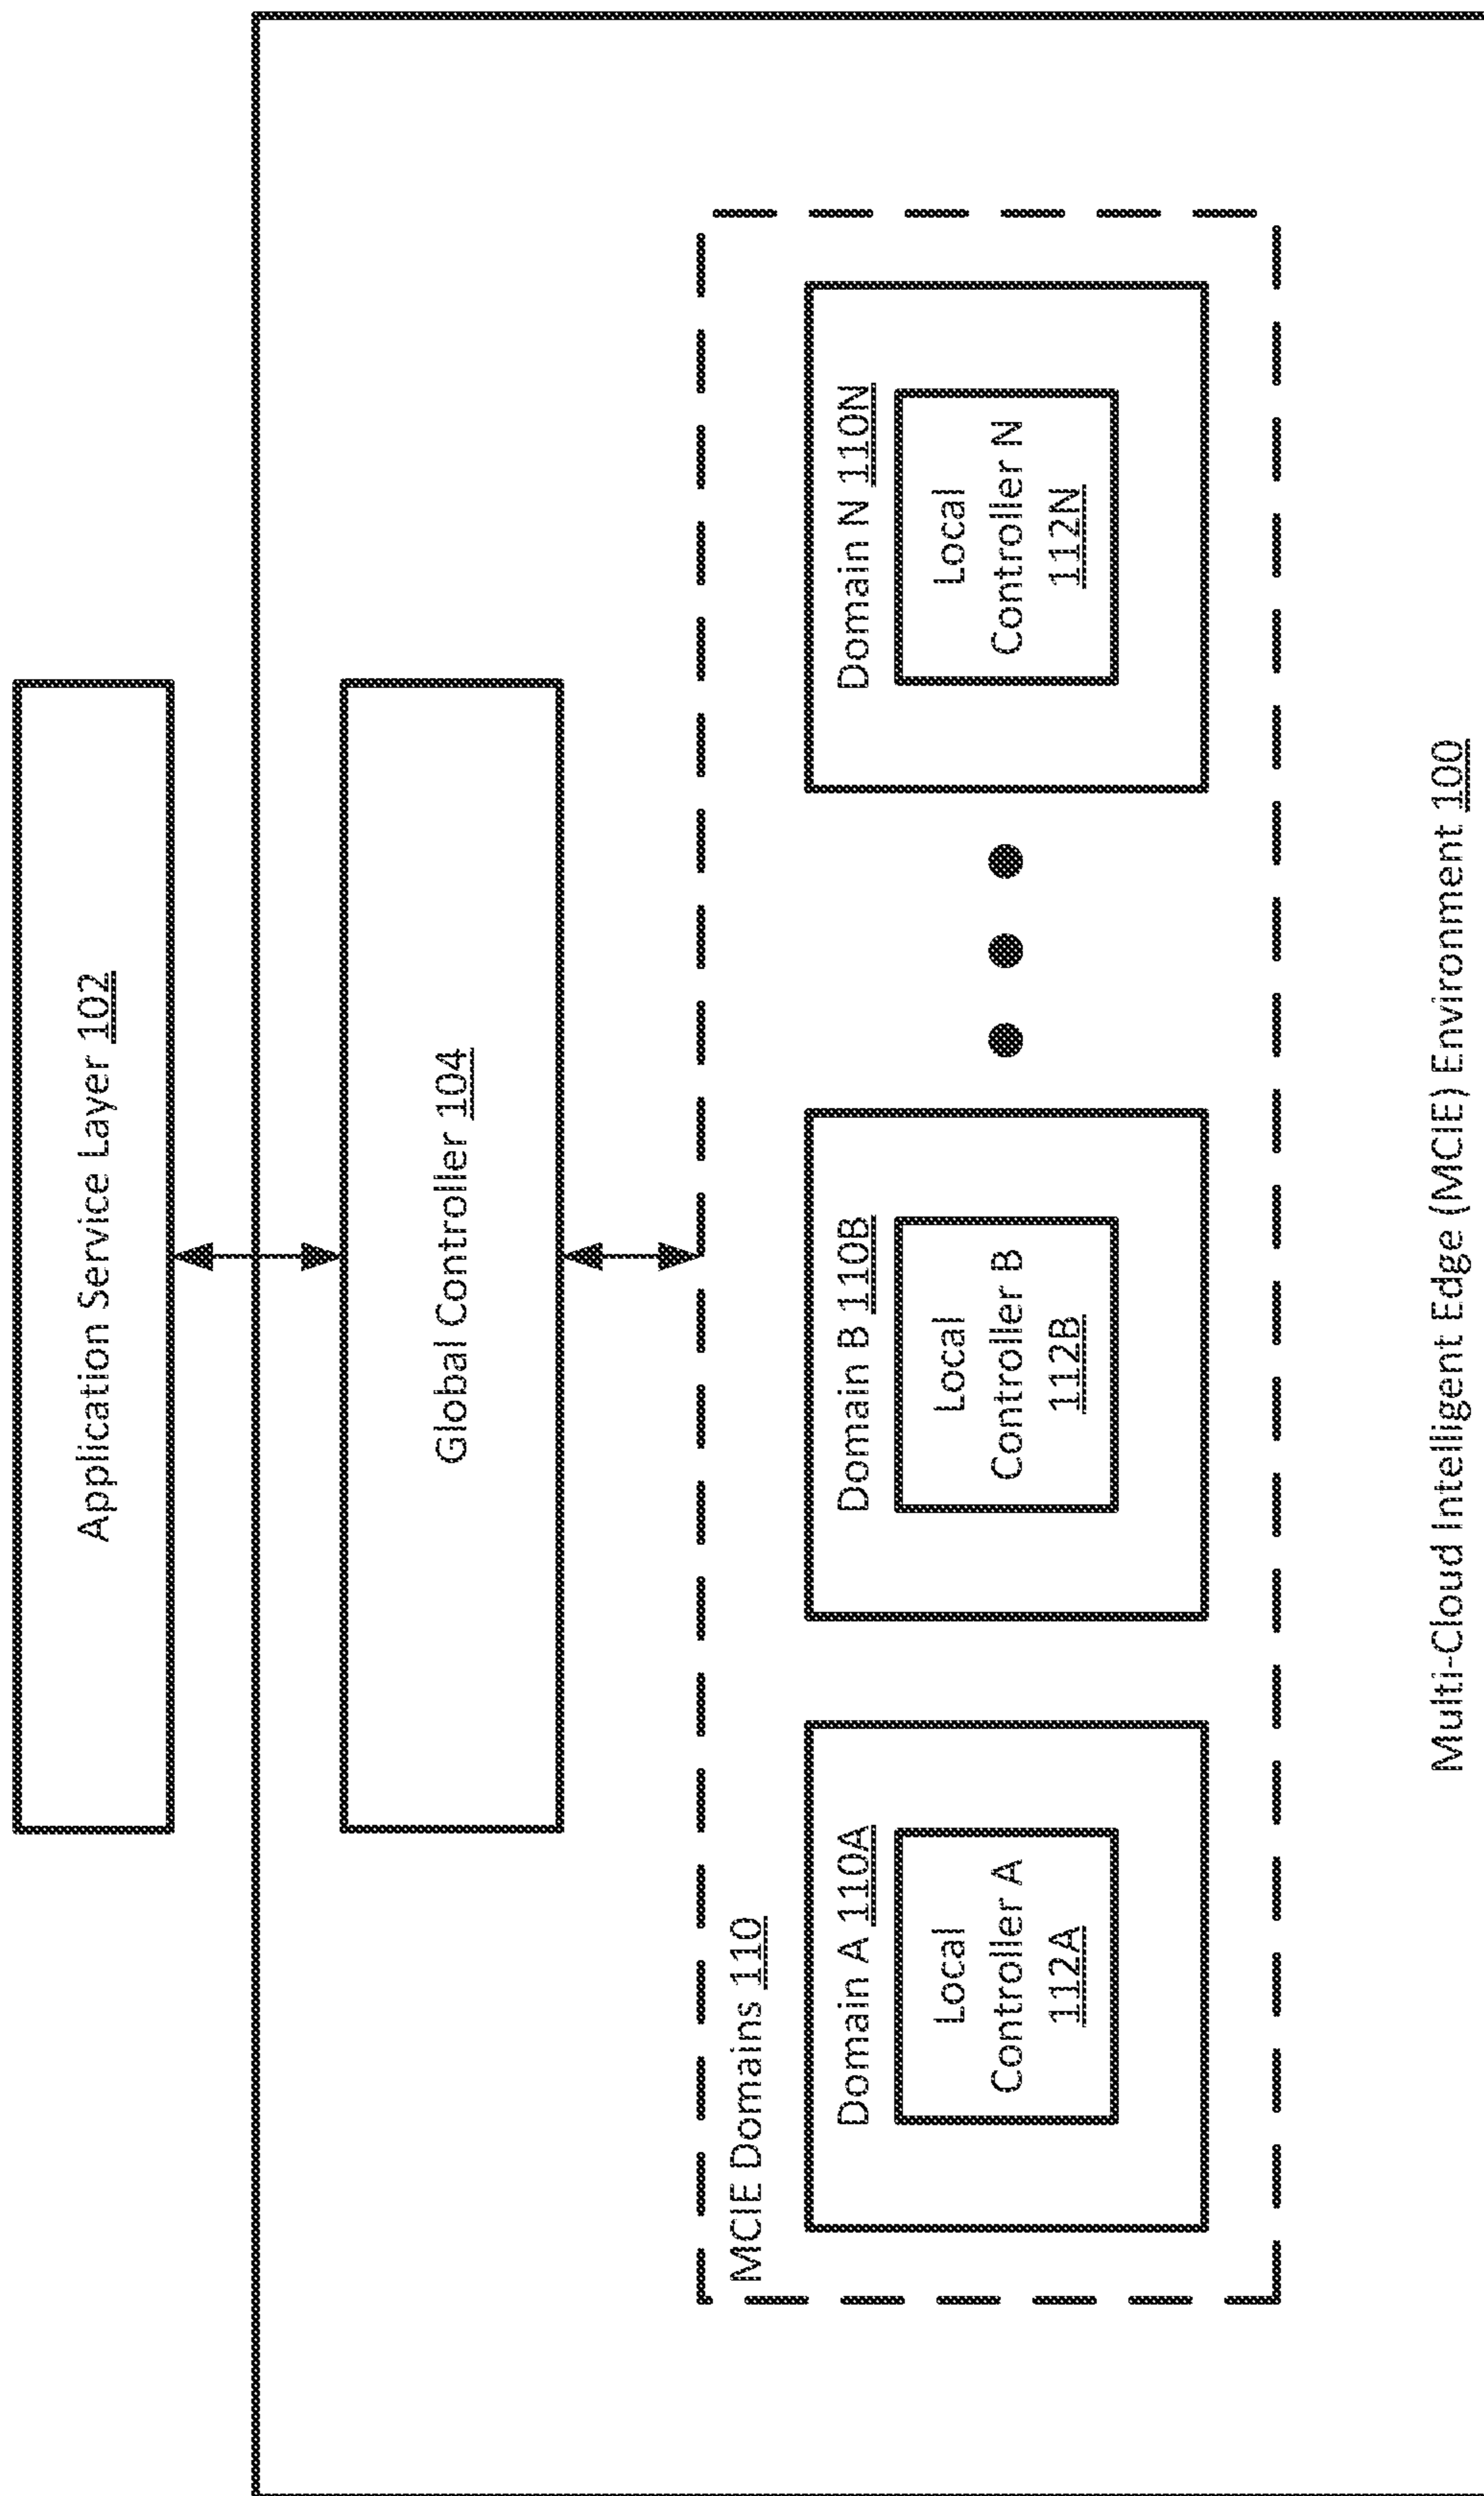 Application Service Layer 102
Global Controller 104
MCIE Domains 110
Domain A 110A
Local
Controller A
112A
Domain B 110B
Local
Controller B
112B
Domain N 110N
Local
Controller N
112N
Multi-Cloud Intelligent Edge (MCIE) Environment 100